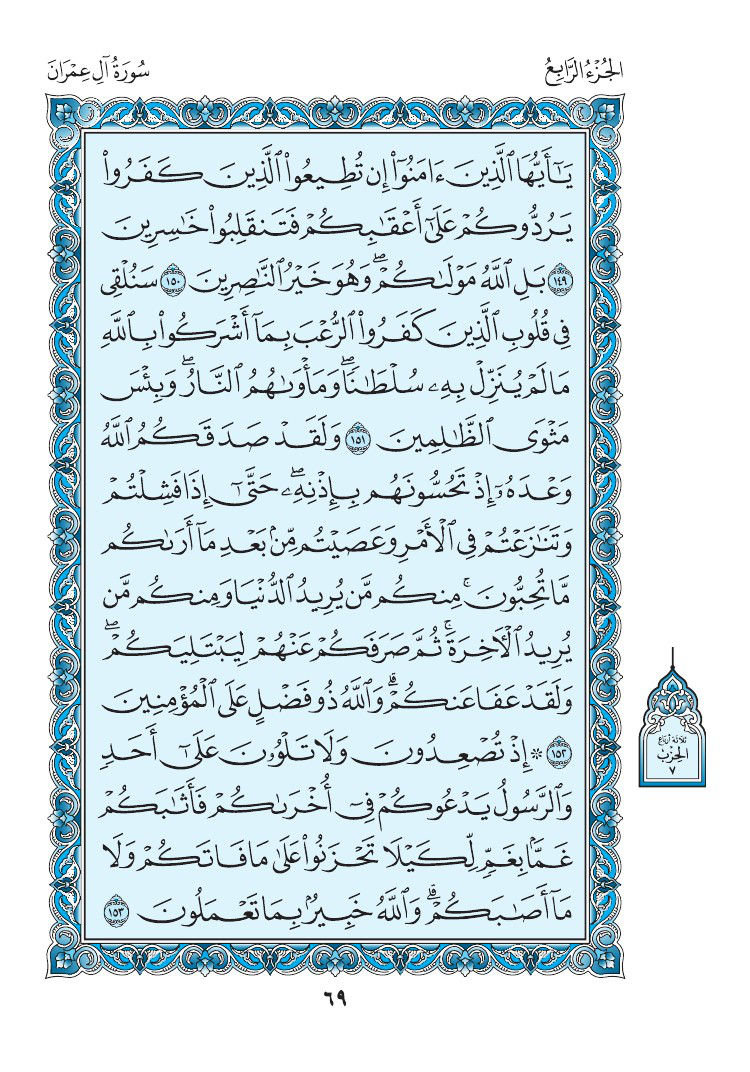 الجُزْءُ الرَّابِعُ
سُورَةُ آلِ عِمْرَانَ
يَـٰٓأَيُّهَا ٱلَّذِينَ ءَامَنُوٓا۟ إِن تُطِيعُوا۟ ٱلَّذِينَ كَفَرُوا۟
يَرُدُّوكُمْ عَلَىٰٓ أَعْقَـٰبِكُمْ فَتَنقَلِبُوا۟ خَـٰسِرِينَ
١٤٩ بَلِ ٱللَّهُ مَوْلَىٰكُمْ ۖ وَهُوَ خَيْرُ ٱلنَّـٰصِرِينَ ١٥٠ سَنُلْقِى
فِى قُلُوبِ ٱلَّذِينَ كَفَرُوا۟ ٱلرُّعْبَ بِمَآ أَشْرَكُوا۟ بِٱللَّهِ
مَا لَمْ يُنَزِّلْ بِهِۦ سُلْطَـٰنًا ۖ وَمَأْوَىٰهُمُ ٱلنَّارُ ۖ وَبِئْسَ
مَثْوَى ٱلظَّـٰلِمِينَ ١٥١ وَلَقَدْ صَدَقَكُمُ ٱللَّهُ
وَعْدَهُۥٓ إِذْ تَحُسُّونَهُم بِإِذْنِهِۦ ۖ حَتَّىٰٓ إِذَا فَشِلْتُمْ
وَتَنَـٰزَعْتُمْ فِى ٱلْأَمْرِ وَعَصَيْتُم مِّنۢ بَعْدِ مَآ أَرَىٰكُم
مَّا تُحِبُّونَ ۚ مِنكُم مَّن يُرِيدُ ٱلدُّنْيَا وَمِنكُم مَّن
يُرِيدُ ٱلْـَٔاخِرَةَ ۚ ثُمَّ صَرَفَكُمْ عَنْهُمْ لِيَبْتَلِيَكُمْ ۖ
وَلَقَدْ عَفَا عَنكُمْ ۗ وَٱللَّهُ ذُو فَضْلٍ عَلَى ٱلْمُؤْمِنِينَ
١٥٢ * إِذْ تُصْعِدُونَ وَلَا تَلْوُۥنَ عَلَىٰٓ أَحَدٍ
وَٱلرَّسُولُ يَدْعُوكُمْ فِىٓ أُخْرَىٰكُمْ فَأَثَـٰبَكُمْ
غَمًّۢا بِغَمٍّ لِّكَيْلَا تَحْزَنُوا۟ عَلَىٰ مَا فَاتَكُمْ وَلَا
مَآ أَصَـٰبَكُمْ ۗ وَٱللَّهُ خَبِيرٌۢ بِمَا تَعْمَلُونَ ١٥٣
ثلاثة أرباع
الحزب
٧
٦٩